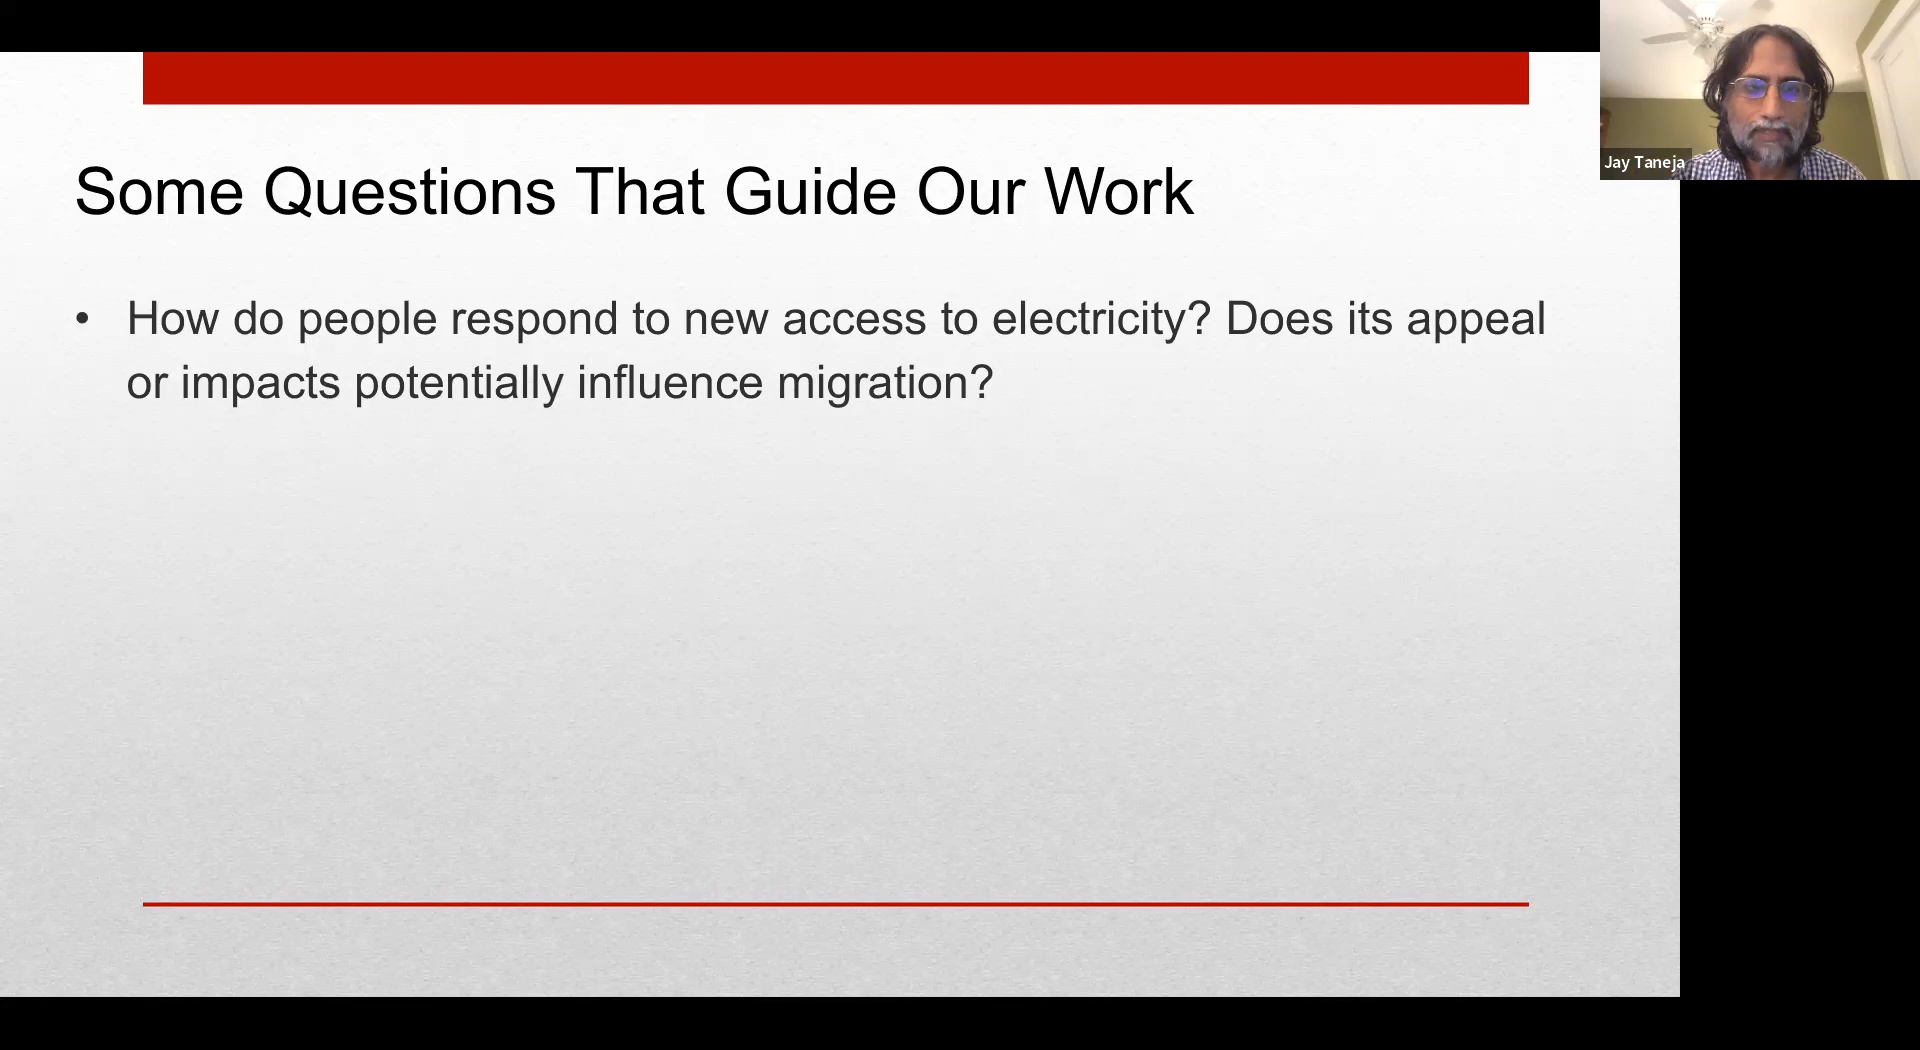 Some Questions That Guide Our Work
• How do people respond to new access to electricity? Does its appeal
or impacts potentially influence migration?
Jay Taneja